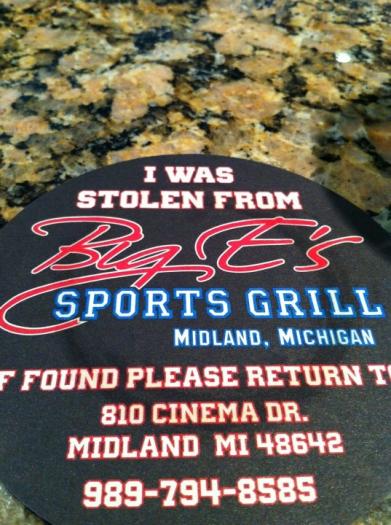 I WAS
STOLEN FROM
Big E's
SPORTS GRILL
MIDLAND, MICHIGAN
F FOUND PLEASE RETURN TO
810 CINEMA DR.
MIDLAND MI 48642
989-794-8585